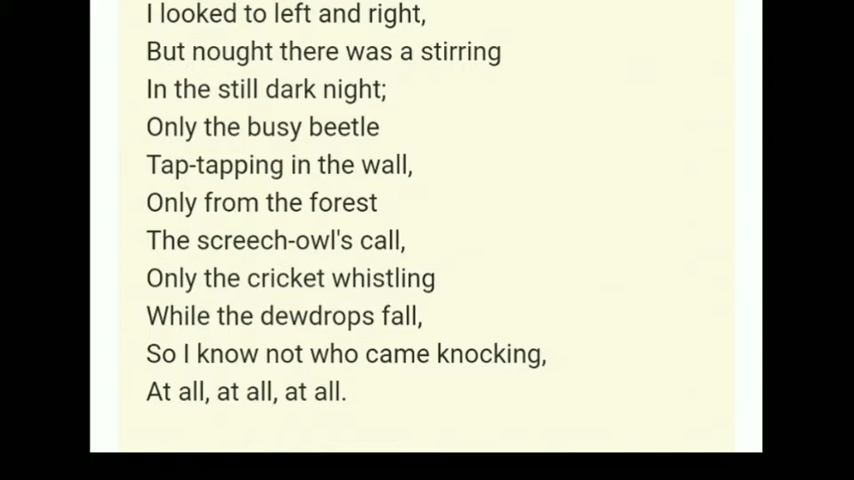 I looked to left and right,
But nought there was a stirring
In the still dark night;
Only the busy beetle
Tap-tapping in the wall,
Only from the forest
The screech-owl's call,
Only the cricket whistling
While the dewdrops fall,
So I know not who came knocking,
At all, at all, at all.